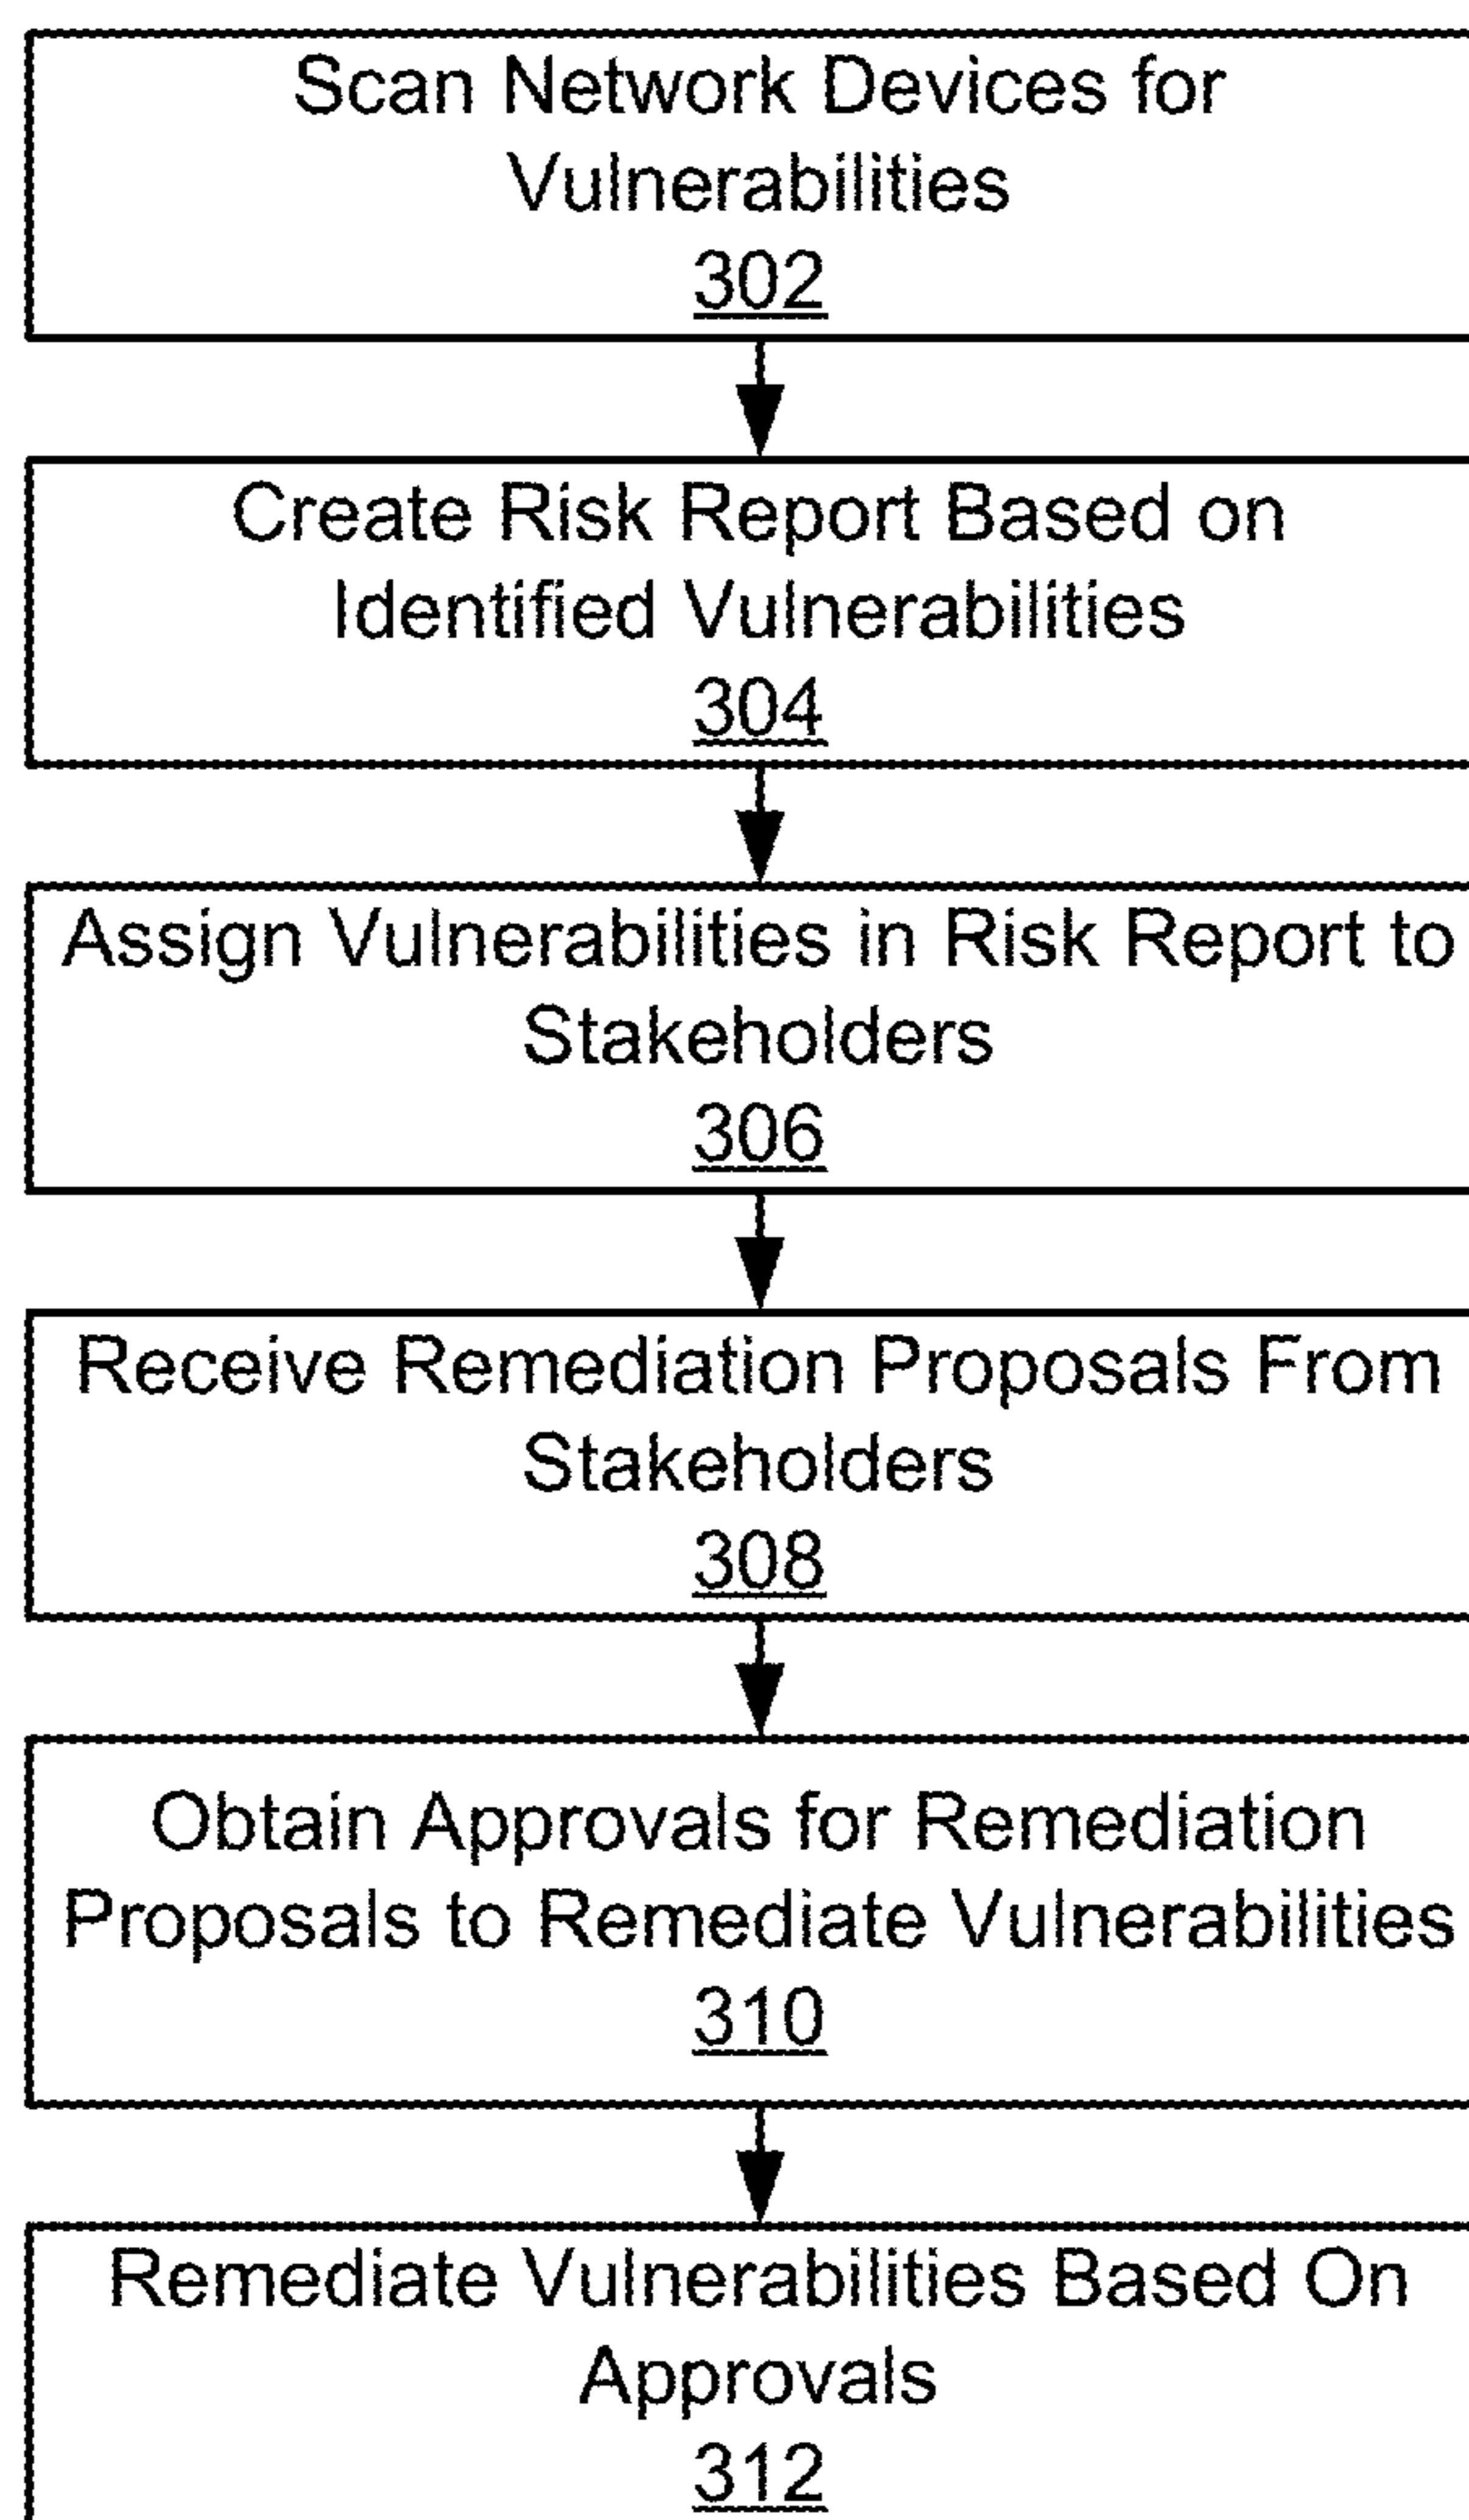 Scan Network Devices for
Vulnerabilities
302
Create Risk Report Based on
Identified Vulnerabilities
304
Assign Vulnerabilities in Risk Report to
Stakeholders
306
Receive Remediation Proposals From
Stakeholders
308
Obtain Approvals for Remediation
Proposals to Remediate Vulnerabilities
310
Remediate Vulnerabilities Based On
Approvals
312